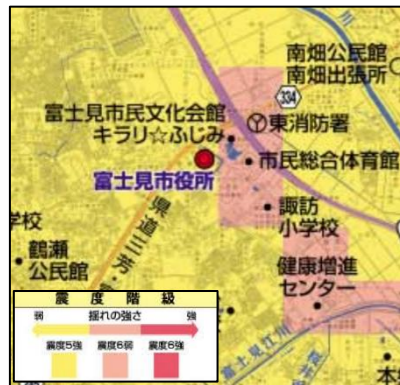 南畑公民館
南畑出張所
334
富士見市民文化会館
キラリ☆ふじみ
東消防署
市民総合体育館
富士見市役所
県道三芳・富
諏訪
小学校
学校
鶴瀬
公民館
健康増進
センター
富士見江川
震度階級
弱 揺れの強さ 強
震度5強 震度6弱 震度6強